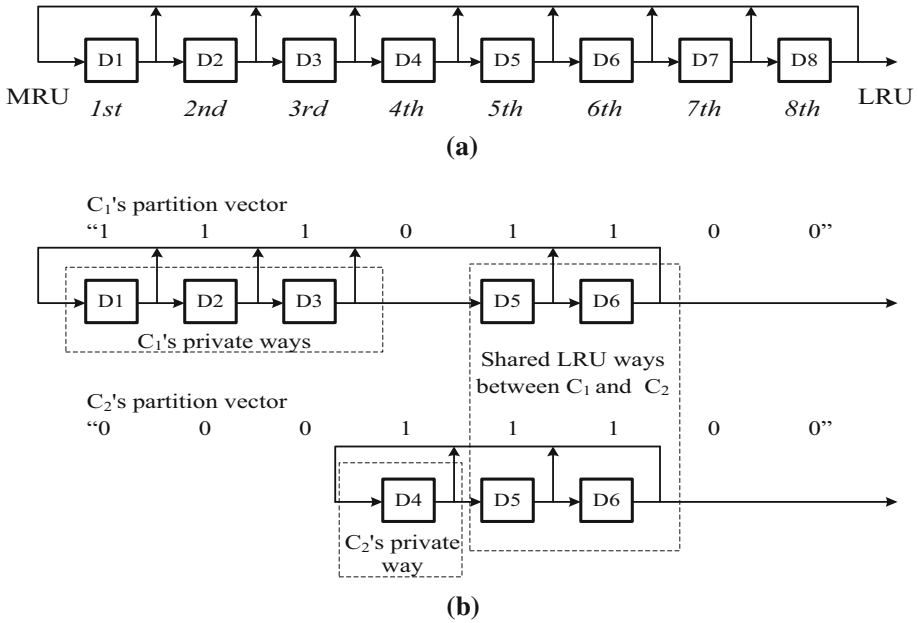 D1 D2 D3 D4 D5 D6 D7 D8
MRU LRU
1st 2nd 3rd 4th 5th 6th 7th 8th
(a)
C1's partition vector
“1 1 1 0 1 1 0 0”
D1 D2 D3 D5 D6
C1's private ways
Shared LRU ways
between C1 and C2
C2's partition vector
“0 0 0 1 1 1 0 0”
D4 D5 D6
C2's private
way
(b)